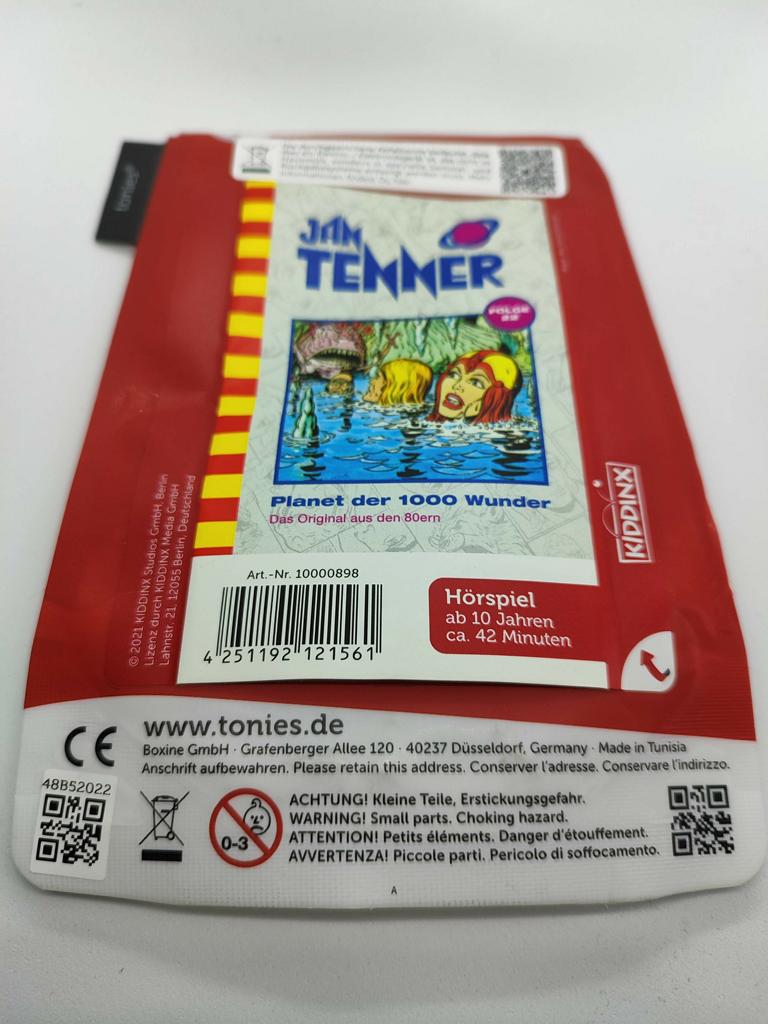 tonies®
JAN
TENNER
FOLGE
22
Planet der 1000 Wunder
Das Original aus den 80ern
KIDDINX
© 2021 KIDDINX Studios GmbH, Berlin
Lizenz durch KIDDINX Media GmbH
Lahnstr. 21, 12055 Berlin, Deutschland
Art.-Nr. 10000898
4 251192 121561
Hörspiel
ab 10 Jahren
ca. 42 Minuten
CE
www.tonies.de
Boxine GmbH · Grafenberger Allee 120 · 40237 Düsseldorf, Germany · Made in Tunisia
Anschrift aufbewahren. Please retain this address. Conserver l'adresse. Conservare l'indirizzo.
48B52022
0-3
ACHTUNG! Kleine Teile, Erstickungsgefahr.
WARNING! Small parts. Choking hazard.
ATTENTION! Petits éléments. Danger d'étouffement.
AVVERTENZA! Piccole parti. Pericolo di soffocamento.
A